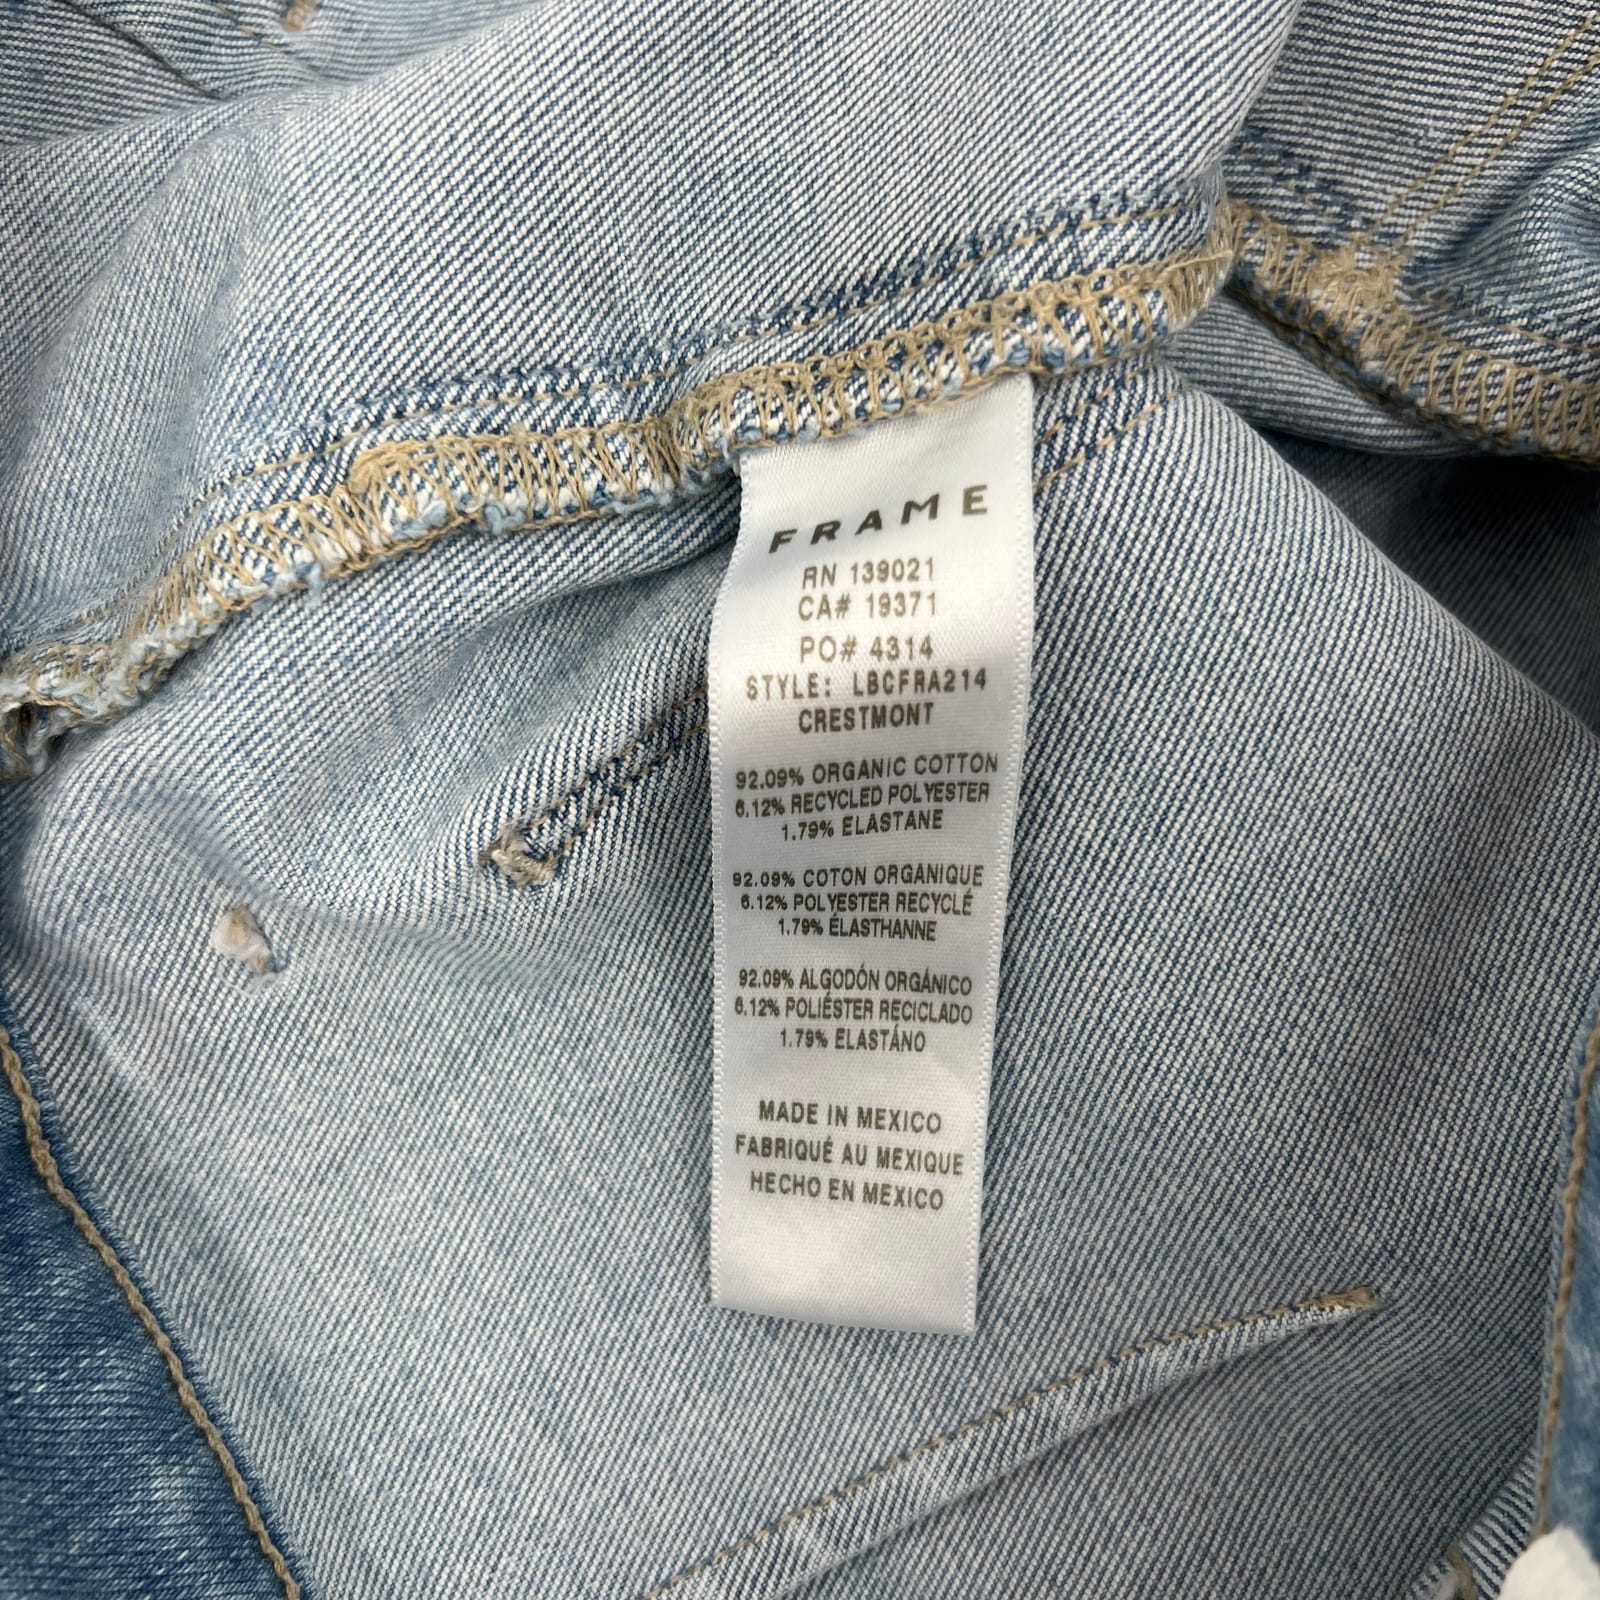 FRAME
RN 139021
CA# 19371
PO# 4314
STYLE: LBCFRA214
CRESTMONT
92.09% ORGANIC COTTON
6.12% RECYCLED POLYESTER
1.79% ELASTANE
92.09% COTON ORGANIQUE
6.12% POLYESTER RECYCLÉ
1.79% ÉLASTHANNE
92.09% ALGODÓN ORGÁNICO
6.12% POLIÉSTER RECICLADO
1.79% ELASTÁNO
MADE IN MEXICO
FABRIQUÉ AU MEXIQUE
HECHO EN MEXICO